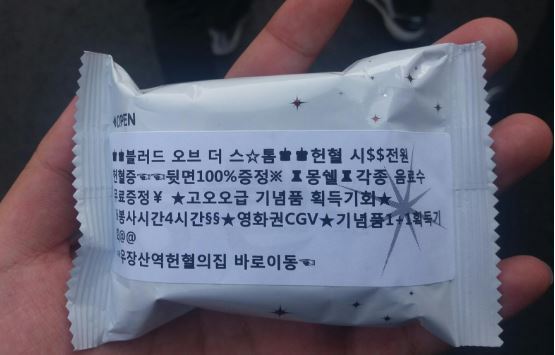 OPEN
♚♚블러드 오브 더 스☆톰♚♚헌혈 시$$전원
헌혈증☜☜뒷면100%증정※ ♜몽쉘♜각종 음료수
무료증정￥ ★고오오급 기념품 획득기회★
봉사시간4시간§§★영화권CGV★기념품1+1획득기
회@@
우장산역헌혈의집 바로이동☜